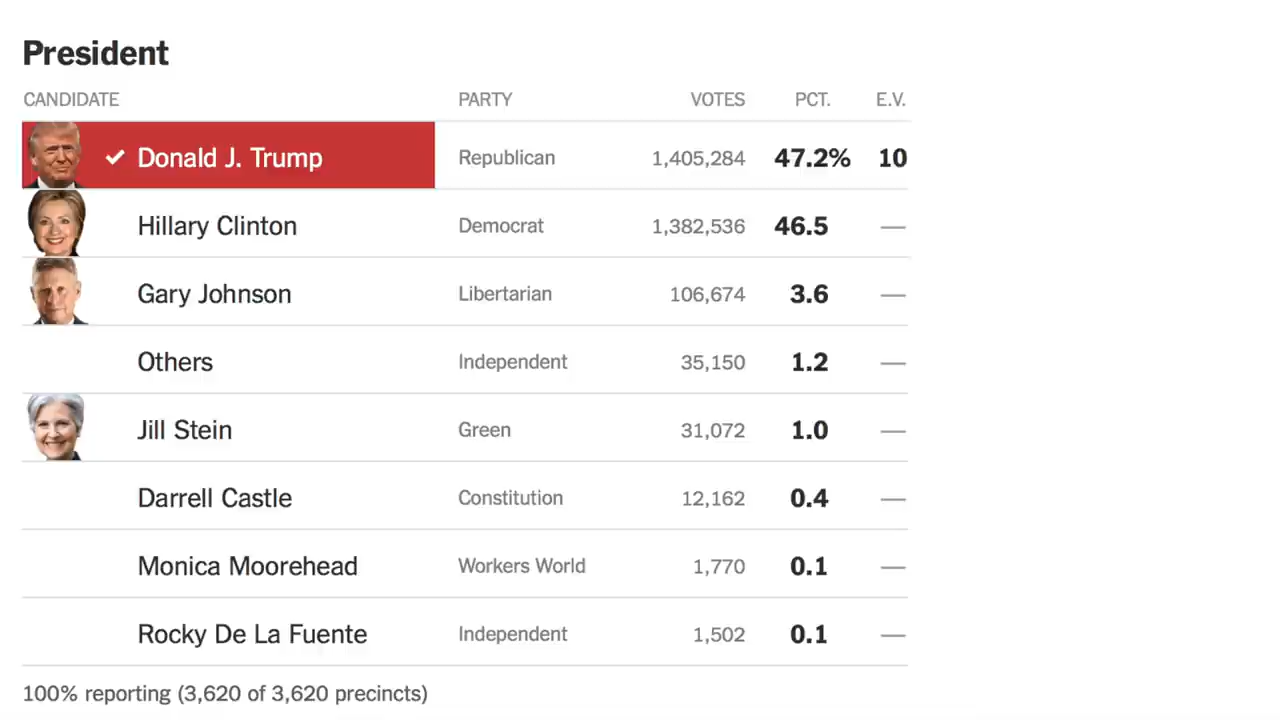 President
CANDIDATE PARTY VOTES PCT. E.V.
Donald J. Trump Republican 1,405,284 47.2% 10
Hillary Clinton Democrat 1,382,536 46.5 —
Gary Johnson Libertarian 106,674 3.6 —
Others Independent 35,150 1.2 —
Jill Stein Green 31,072 1.0 —
Darrell Castle Constitution 12,162 0.4 —
Monica Moorehead Workers World 1,770 0.1 —
Rocky De La Fuente Independent 1,502 0.1 —
100% reporting (3,620 of 3,620 precincts)